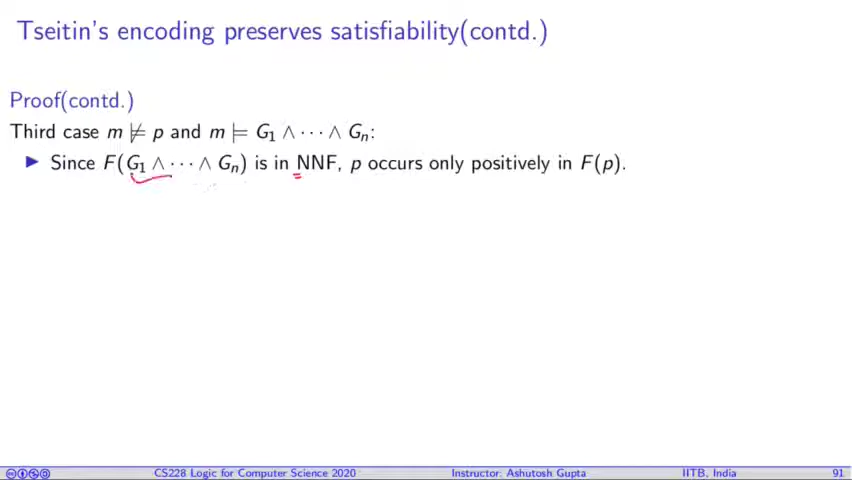 Tseitin's encoding preserves satisfiability(contd.)
Proof(contd.)
Third case m ⊭ p and m ⊨ G₁ ∧ ⋯ ∧ Gₙ:
▶ Since F(G₁ ∧ ⋯ ∧ Gₙ) is in NNF, p occurs only positively in F(p).
CS228 Logic for Computer Science 2020 Instructor: Ashutosh Gupta IITB, India 91